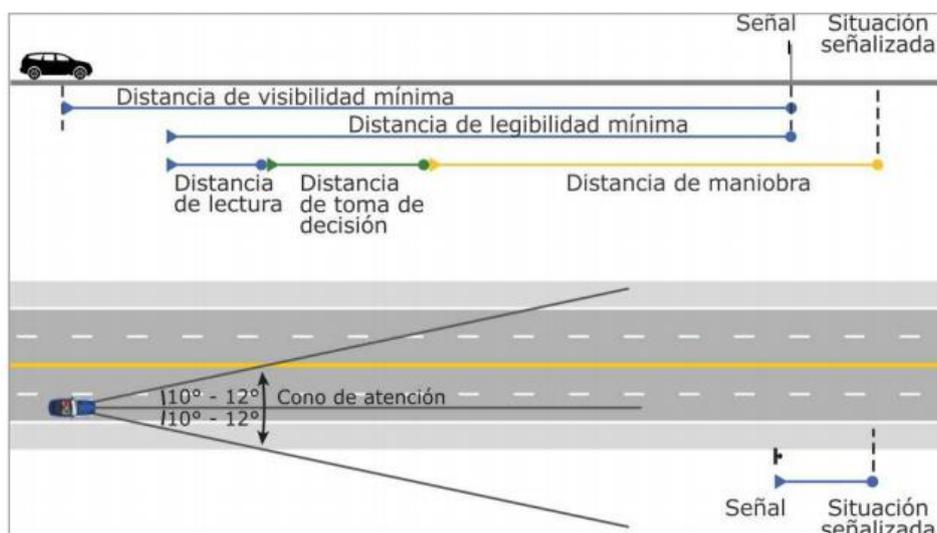 Señal
Situación
señalizada
Distancia de visibilidad mínima
Distancia de legibilidad mínima
Distancia
de lectura
Distancia
de toma de
decisión
Distancia de maniobra
10° - 12°
Cono de atención
10° - 12°
Señal
Situación
señalizada